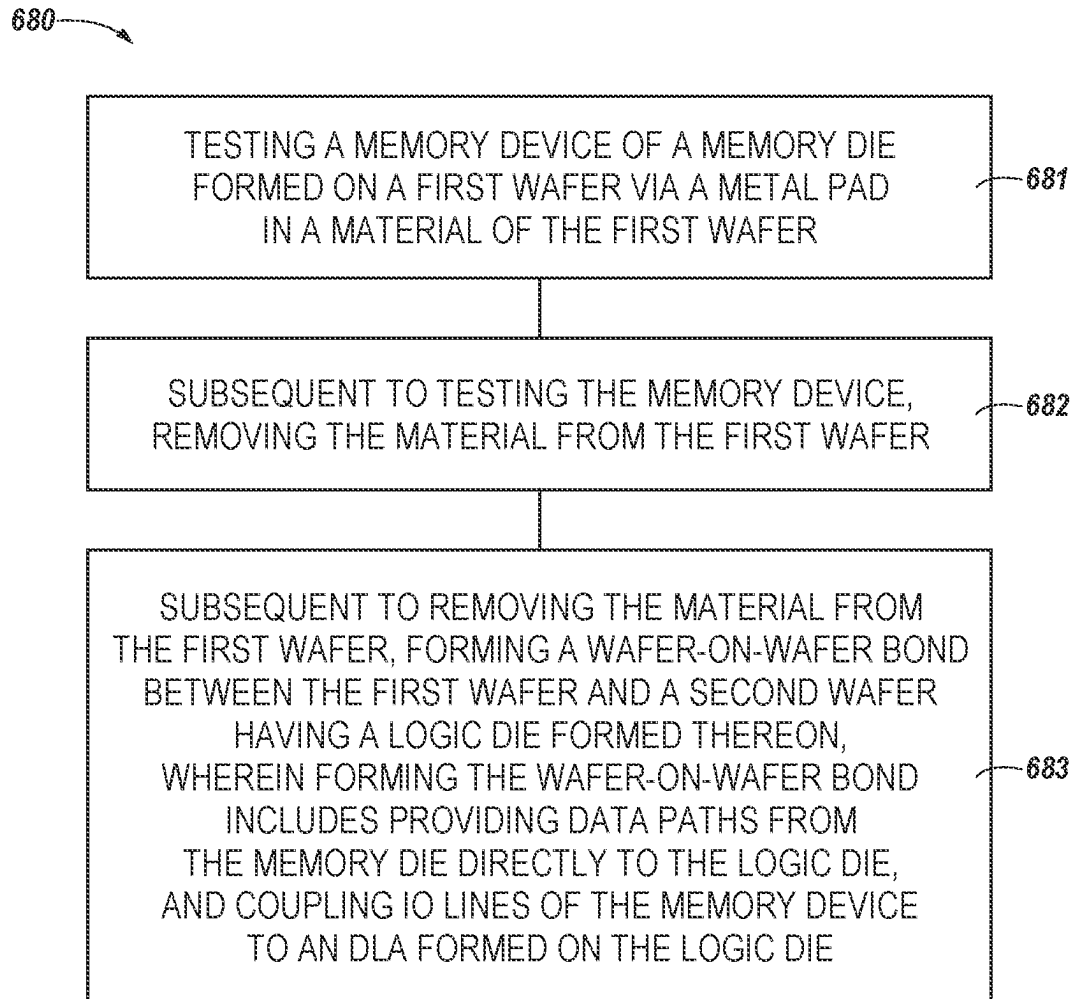 680
TESTING A MEMORY DEVICE OF A MEMORY DIE
FORMED ON A FIRST WAFER VIA A METAL PAD
IN A MATERIAL OF THE FIRST WAFER
681
SUBSEQUENT TO TESTING THE MEMORY DEVICE,
REMOVING THE MATERIAL FROM THE FIRST WAFER
682
SUBSEQUENT TO REMOVING THE MATERIAL FROM
THE FIRST WAFER, FORMING A WAFER-ON-WAFER BOND
BETWEEN THE FIRST WAFER AND A SECOND WAFER
HAVING A LOGIC DIE FORMED THEREON,
WHEREIN FORMING THE WAFER-ON-WAFER BOND
INCLUDES PROVIDING DATA PATHS FROM
THE MEMORY DIE DIRECTLY TO THE LOGIC DIE,
AND COUPLING IO LINES OF THE MEMORY DEVICE
TO AN DLA FORMED ON THE LOGIC DIE
683